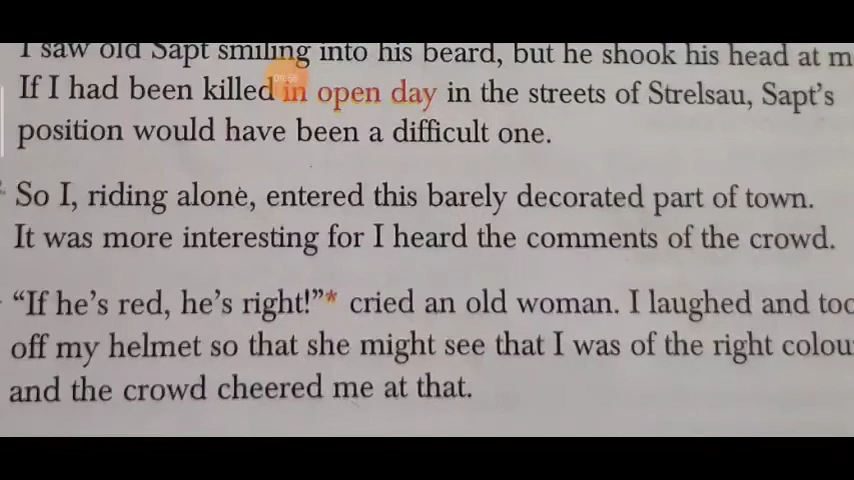 I saw old Sapt smiling into his beard, but he shook his head at m
If I had been killed in open day in the streets of Strelsau, Sapt's
position would have been a difficult one.
So I, riding alone, entered this barely decorated part of town.
It was more interesting for I heard the comments of the crowd.
“If he's red, he's right!”* cried an old woman. I laughed and too
off my helmet so that she might see that I was of the right colou
and the crowd cheered me at that.